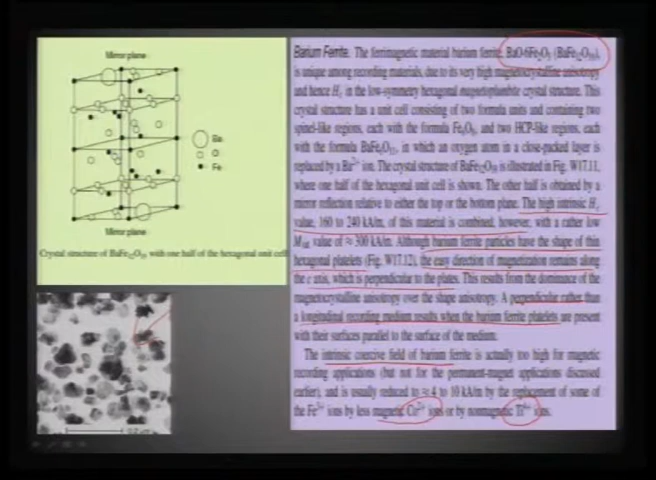 Mirror plane
Ba
O
Fe
Mirror plane
Crystal structure of BaFe₁₂O₁₉ with one half of the hexagonal unit cell
0.2
Barium Ferrite. The ferrimagnetic material barium ferrite, BaO·6Fe₂O₃ (BaFe₁₂O₁₉),
is unique among recording materials, due to its very high magnetocrystalline anisotropy
and hence H in the low-symmetry hexagonal magnetoplumbite crystal structure. This
crystal structure has a unit cell consisting of two formula units and containing two
spinel-like regions, each with the formula Fe₆O₈, and two HCP-like regions, each
with the formula BaFe₆O₁₁, in which an oxygen atom in a close-packed layer is
replaced by a Ba²⁺ ion. The crystal structure of BaFe₁₂O₁₉ is illustrated in Fig. W17.11,
where one half of the hexagonal unit cell is shown. The other half is obtained by a
mirror reflection relative to either the top or the bottom plane. The high intrinsic H
value, 160 to 240 kA/m, of this material is combined, however, with a rather low
M value of ≈ 300 kA/m. Although barium ferrite particles have the shape of thin
hexagonal platelets (Fig. W17.12), the easy direction of magnetization remains along
the c axis, which is perpendicular to the plates. This results from the dominance of the
magnetocrystalline anisotropy over the shape anisotropy. A perpendicular rather than
a longitudinal recording medium results when the barium ferrite platelets are present
with their surfaces parallel to the surface of the medium.
The intrinsic coercive field of barium ferrite is actually too high for magnetic
recording applications (but not for the permanent-magnet applications discussed
earlier), and is usually reduced to ≈ 4 to 10 kA/m by the replacement of some of
the Fe³⁺ ions by less magnetic Co²⁺ ions or by nonmagnetic Ti⁴⁺ ions.